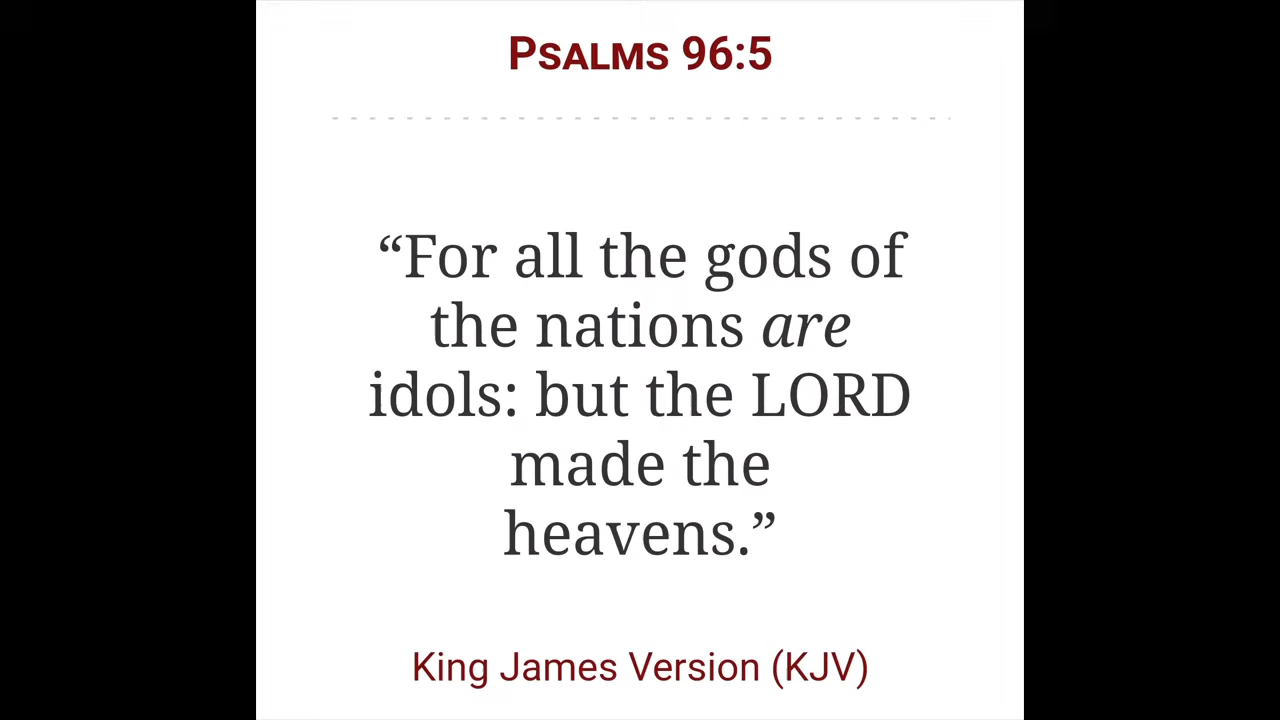 Psalms 96:5
“For all the gods of
the nations are
idols: but the LORD
made the
heavens.”
King James Version (KJV)